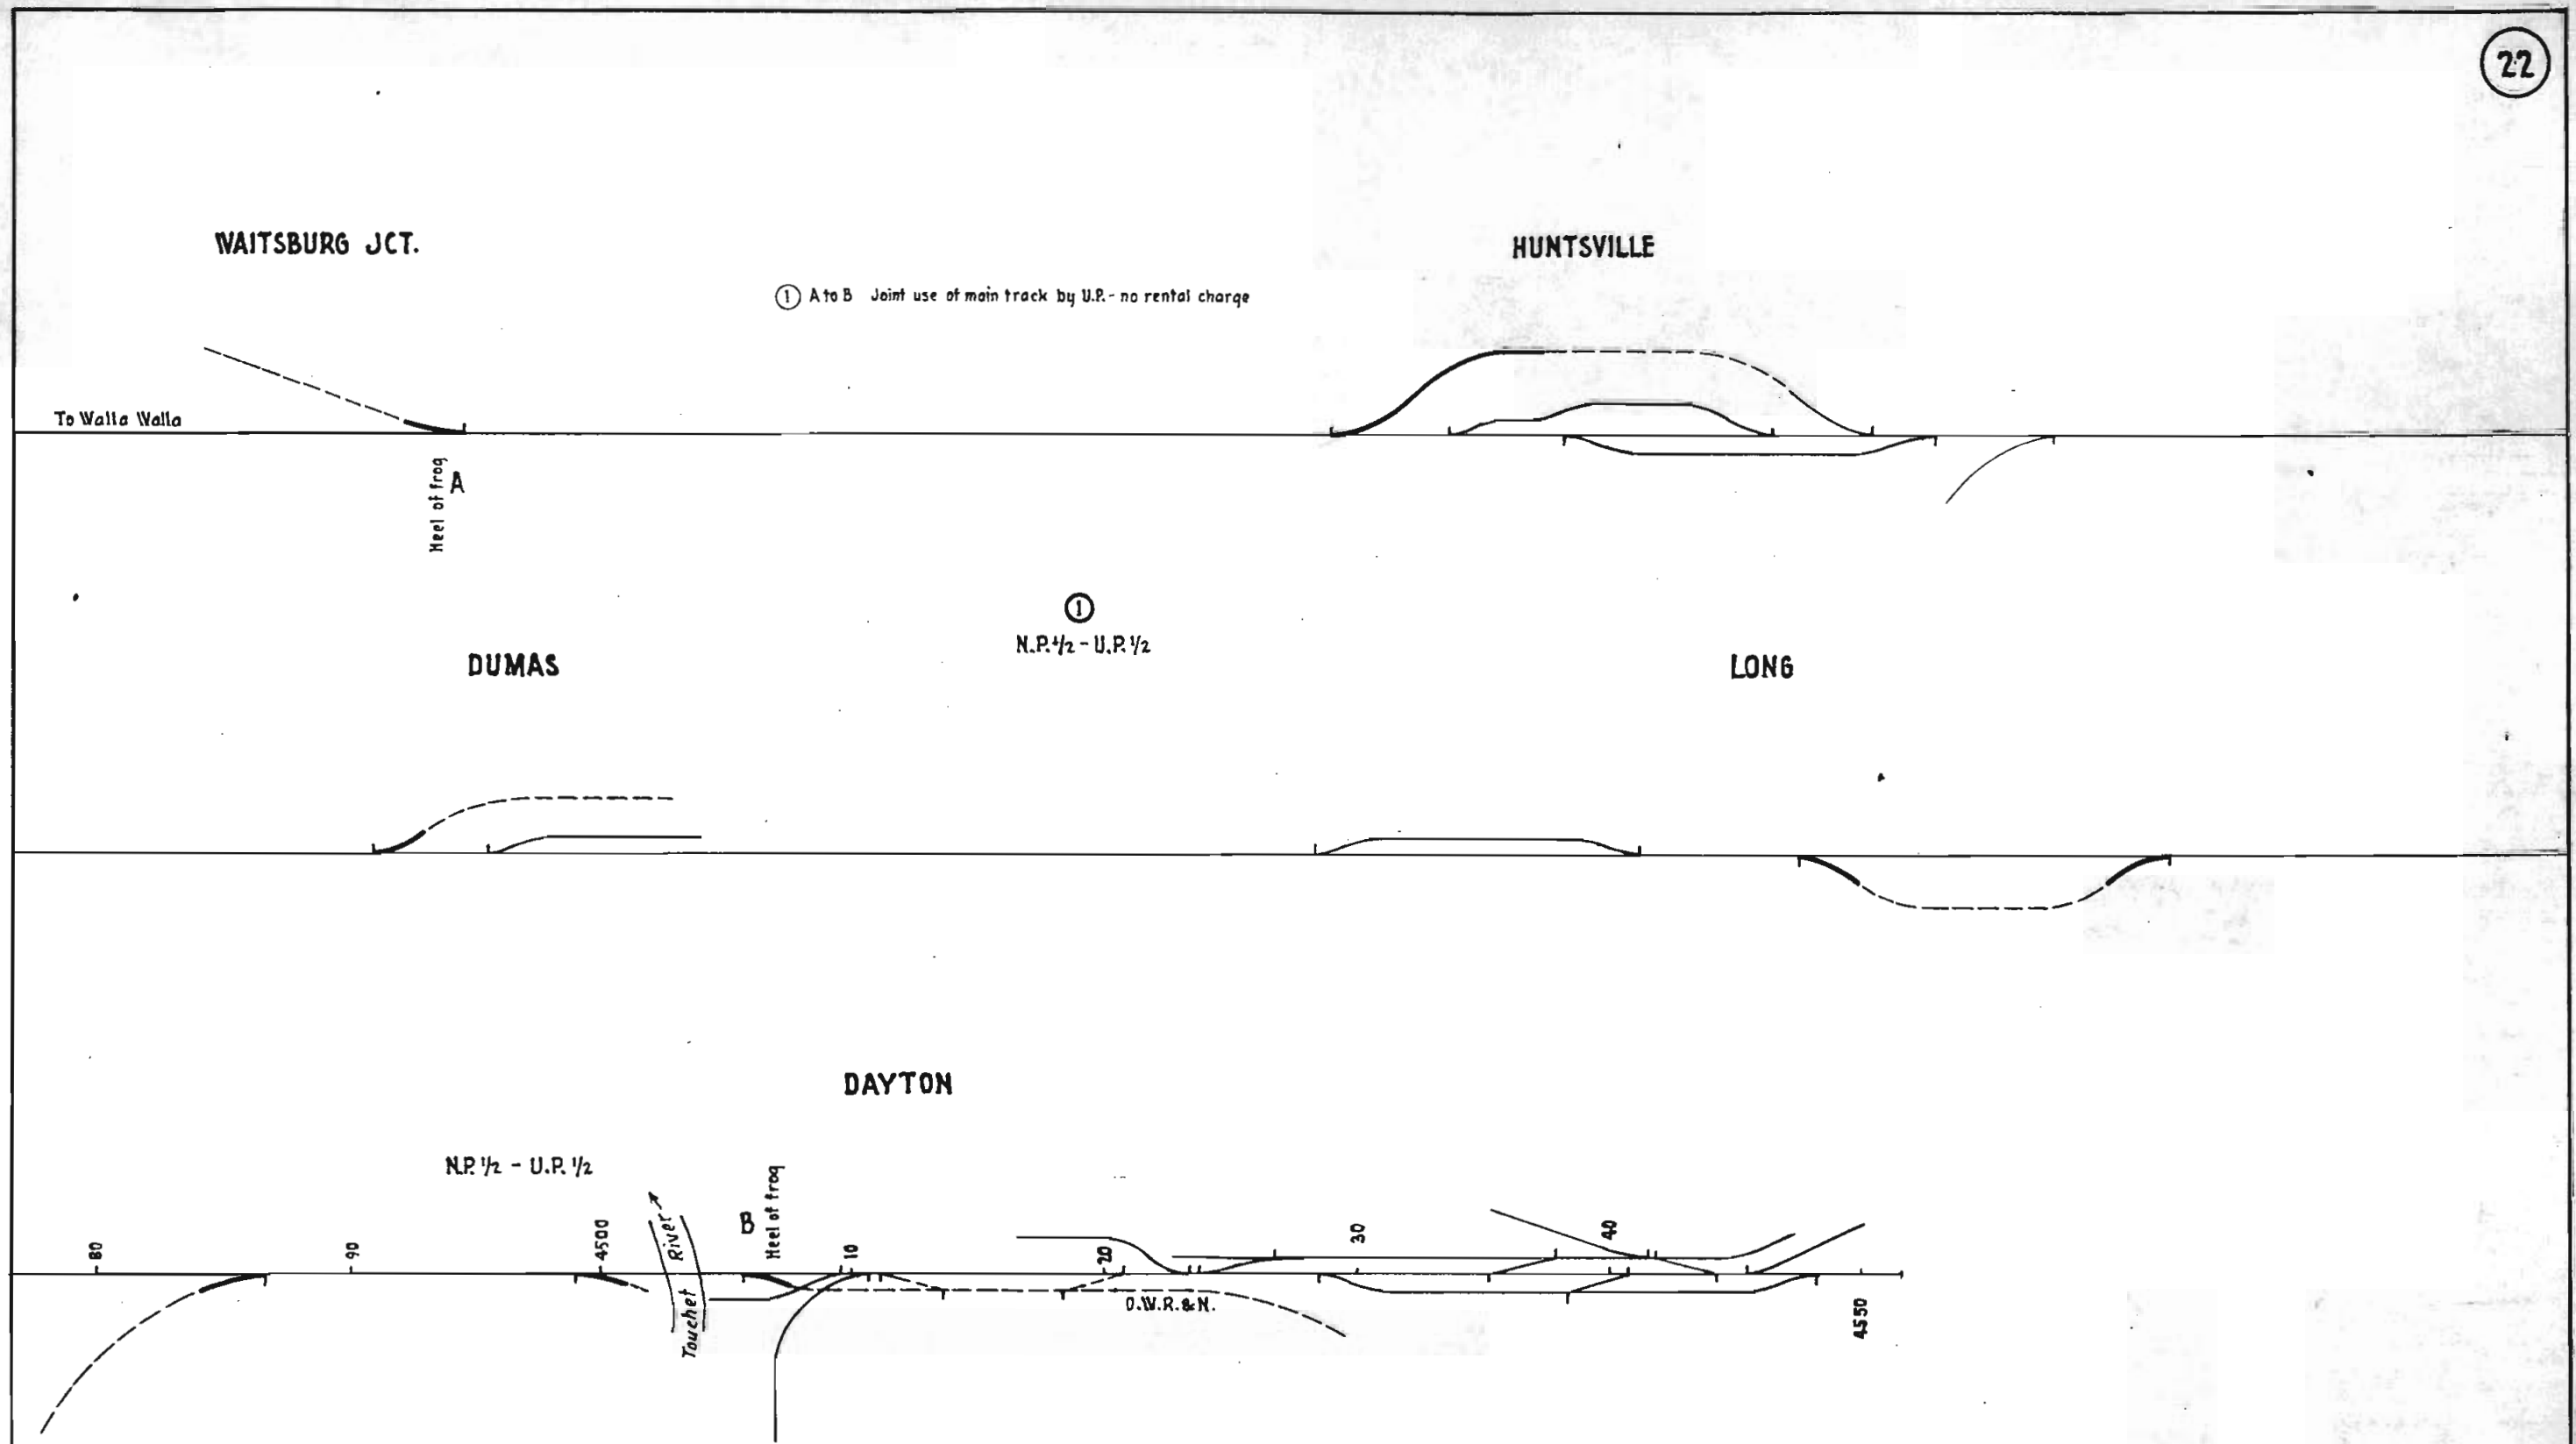 22
WAITSBURG JCT.
HUNTSVILLE
① A to B Joint use of main track by U.P. - no rental charge
To Walla Walla
Heel of frog
A
①
N.P. 1/2 - U.P. 1/2
DUMAS
LONG
DAYTON
N.P. 1/2 - U.P. 1/2
B
Heel of frog
80
90
4500
Touchet River
10
20
30
40
O.W.R.&N.
4550